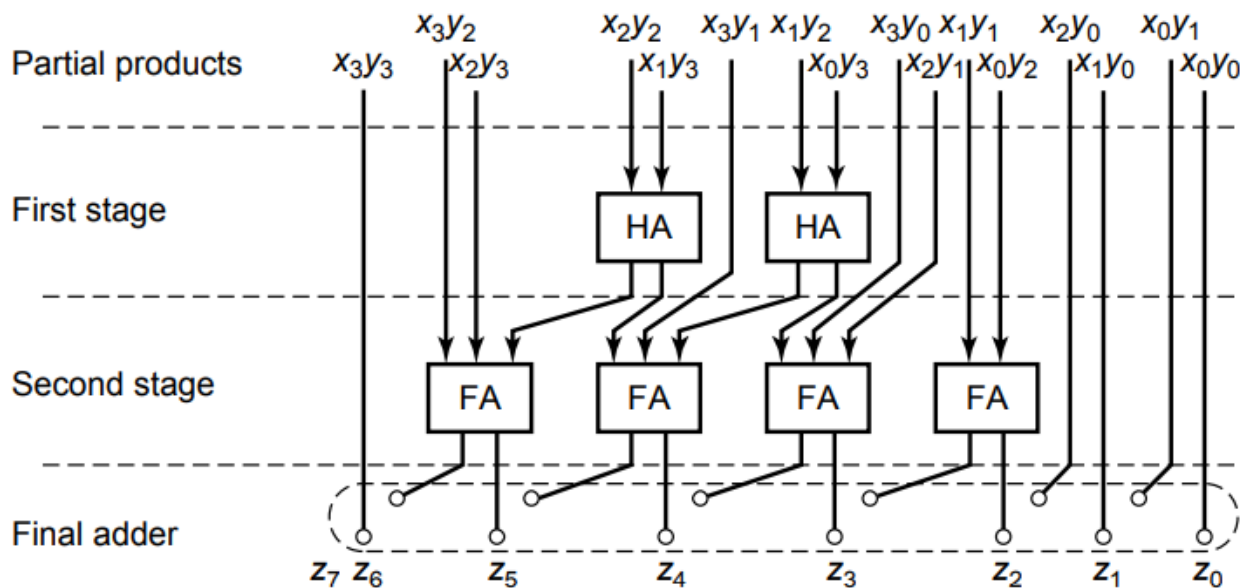 x₃y₂ x₂y₂ x₃y₁ x₁y₂ x₃y₀ x₁y₁ x₂y₀ x₀y₁
Partial products x₃y₃ x₂y₃ x₁y₃ x₀y₃ x₂y₁ x₀y₂ x₁y₀ x₀y₀
First stage HA HA
Second stage FA FA FA FA
Final adder
z₇ z₆ z₅ z₄ z₃ z₂ z₁ z₀